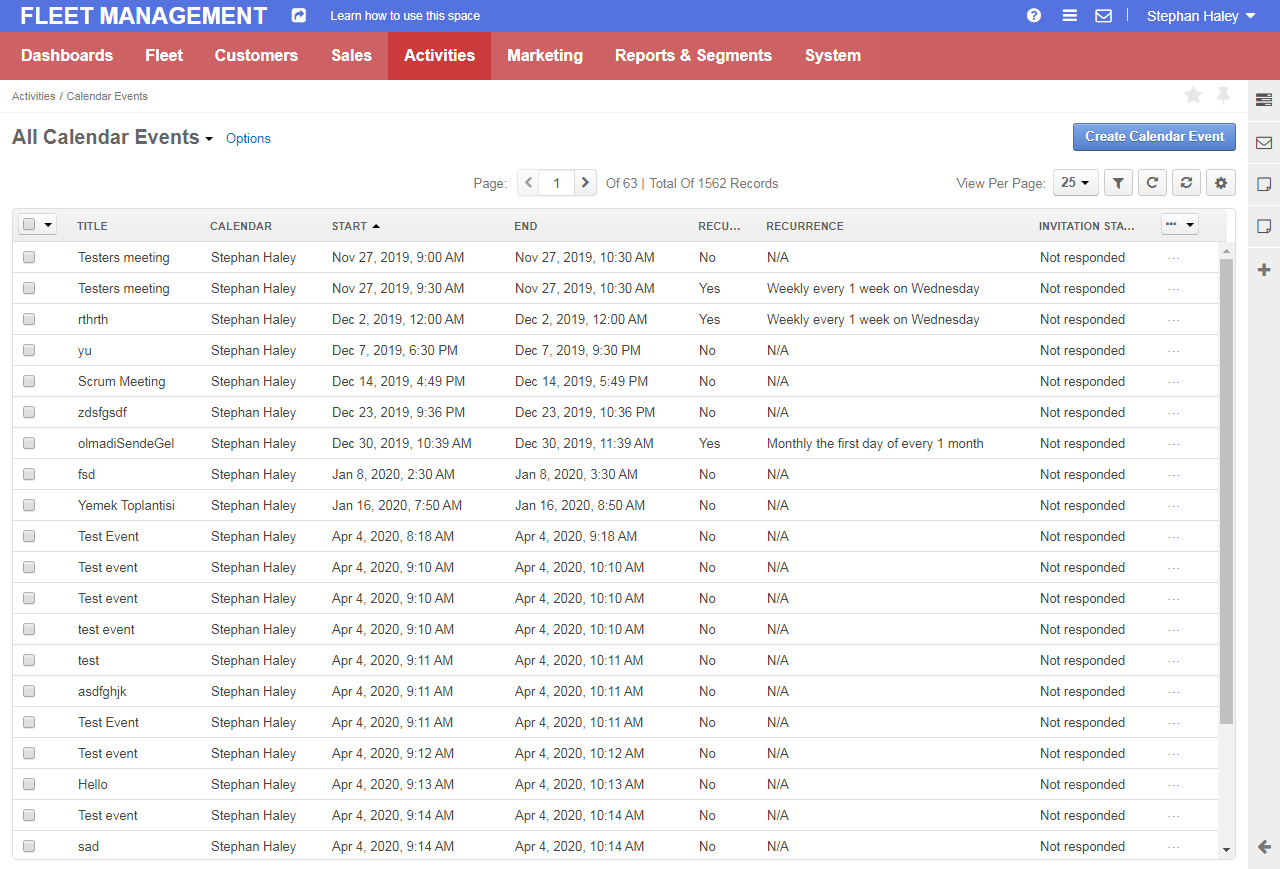 FLEET MANAGEMENT Learn how to use this space Stephan Haley
Dashboards Fleet Customers Sales Activities Marketing Reports & Segments System
Activities / Calendar Events
All Calendar Events Options Create Calendar Event
Page: 1 Of 63 | Total Of 1562 Records View Per Page: 25
TITLE CALENDAR START END RECU... RECURRENCE INVITATION STA...
Testers meeting Stephan Haley Nov 27, 2019, 9:00 AM Nov 27, 2019, 10:30 AM No N/A Not responded
Testers meeting Stephan Haley Nov 27, 2019, 9:30 AM Nov 27, 2019, 10:30 AM Yes Weekly every 1 week on Wednesday Not responded
rthrth Stephan Haley Dec 2, 2019, 12:00 AM Dec 2, 2019, 12:00 AM Yes Weekly every 1 week on Wednesday Not responded
yu Stephan Haley Dec 7, 2019, 6:30 PM Dec 7, 2019, 9:30 PM No N/A Not responded
Scrum Meeting Stephan Haley Dec 14, 2019, 4:49 PM Dec 14, 2019, 5:49 PM No N/A Not responded
zdsfgsdf Stephan Haley Dec 23, 2019, 9:36 PM Dec 23, 2019, 10:36 PM No N/A Not responded
olmadiSendeGel Stephan Haley Dec 30, 2019, 10:39 AM Dec 30, 2019, 11:39 AM Yes Monthly the first day of every 1 month Not responded
fsd Stephan Haley Jan 8, 2020, 2:30 AM Jan 8, 2020, 3:30 AM No N/A Not responded
Yemek Toplantisi Stephan Haley Jan 16, 2020, 7:50 AM Jan 16, 2020, 8:50 AM No N/A Not responded
Test Event Stephan Haley Apr 4, 2020, 8:18 AM Apr 4, 2020, 9:18 AM No N/A Not responded
Test event Stephan Haley Apr 4, 2020, 9:10 AM Apr 4, 2020, 10:10 AM No N/A Not responded
Test event Stephan Haley Apr 4, 2020, 9:10 AM Apr 4, 2020, 10:10 AM No N/A Not responded
test event Stephan Haley Apr 4, 2020, 9:10 AM Apr 4, 2020, 10:10 AM No N/A Not responded
test Stephan Haley Apr 4, 2020, 9:11 AM Apr 4, 2020, 10:11 AM No N/A Not responded
asdfghjk Stephan Haley Apr 4, 2020, 9:11 AM Apr 4, 2020, 10:11 AM No N/A Not responded
Test Event Stephan Haley Apr 4, 2020, 9:11 AM Apr 4, 2020, 10:11 AM No N/A Not responded
Test event Stephan Haley Apr 4, 2020, 9:12 AM Apr 4, 2020, 10:12 AM No N/A Not responded
Hello Stephan Haley Apr 4, 2020, 9:13 AM Apr 4, 2020, 10:13 AM No N/A Not responded
Test event Stephan Haley Apr 4, 2020, 9:14 AM Apr 4, 2020, 10:14 AM No N/A Not responded
sad Stephan Haley Apr 4, 2020, 9:14 AM Apr 4, 2020, 10:14 AM No N/A Not responded